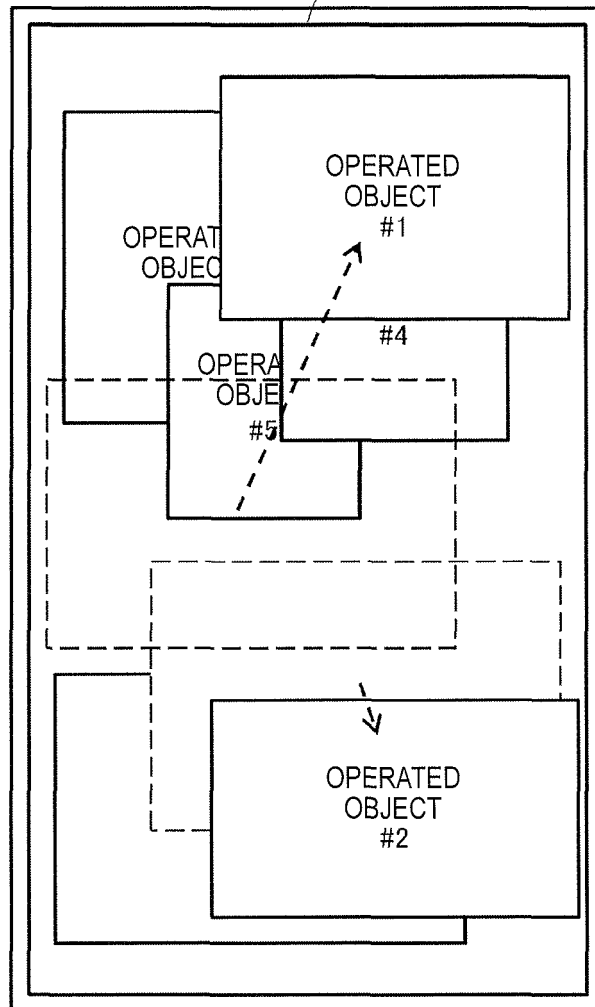 OPERATED
OBJECT
#1
OPERAT
OBJEC
#4
OPERA
OBJE
#5
OPERATED
OBJECT
#2